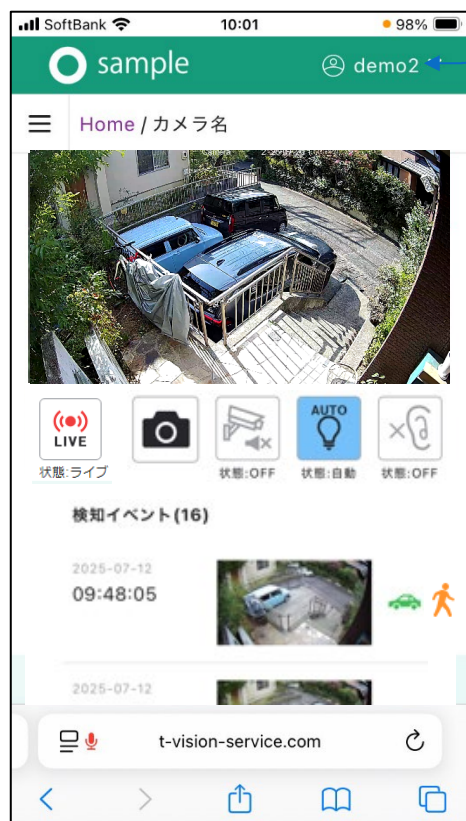 SoftBank 10:01 98%
sample demo2
Home / カメラ名
LIVE AUTO
状態:ライブ 状態:OFF 状態:自動 状態:OFF
検知イベント(16)
2025-07-12
09:48:05
2025-07-12
t-vision-service.com